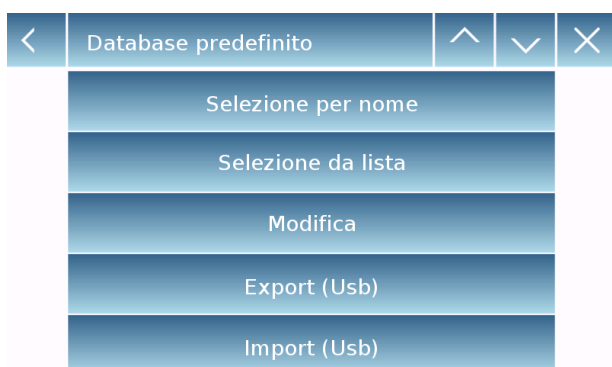 Database predefinito
Selezione per nome
Selezione da lista
Modifica
Export (Usb)
Import (Usb)